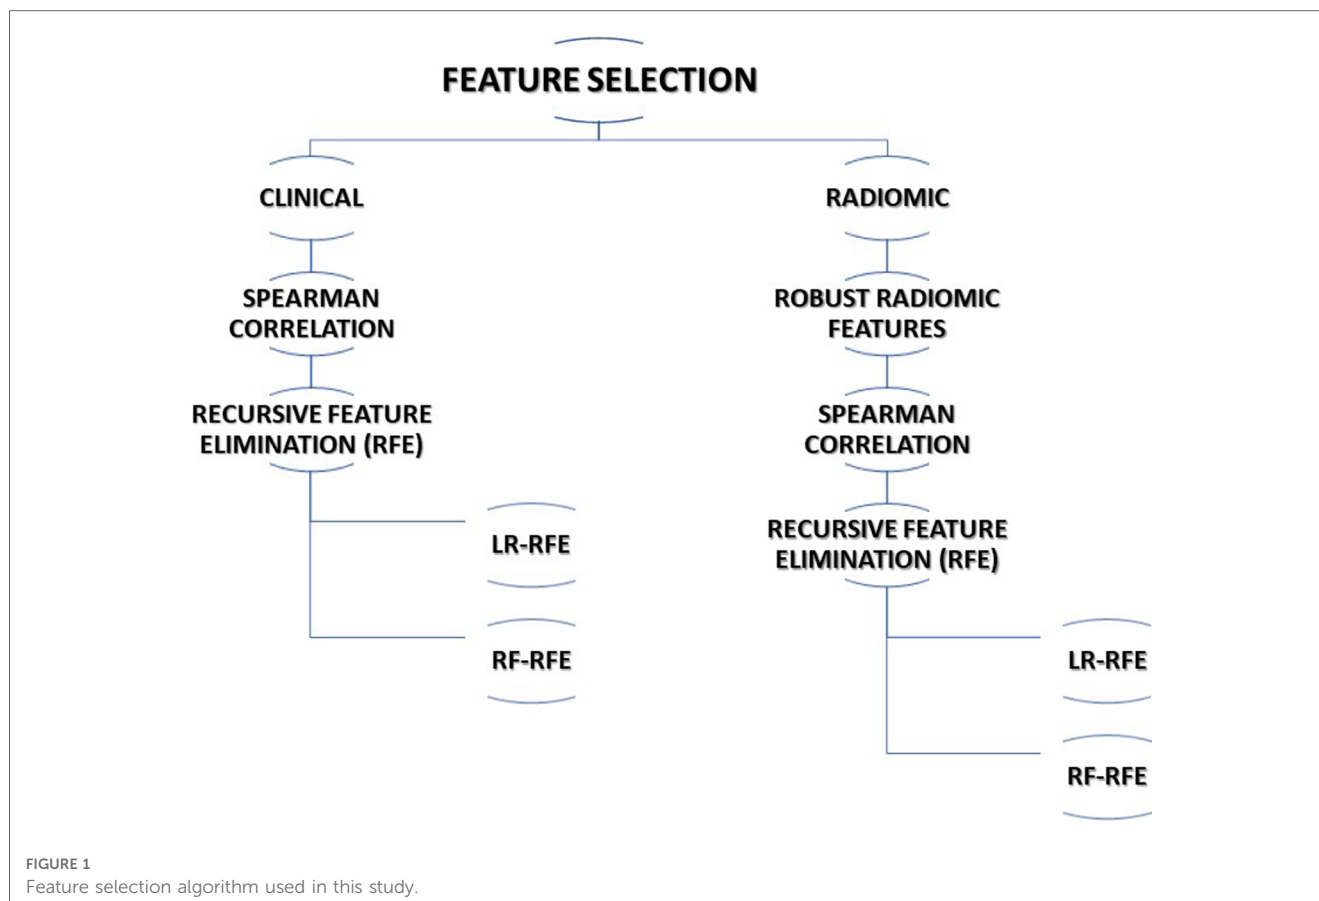 FEATURE SELECTION
CLINICAL
SPEARMAN
CORRELATION
RECURSIVE FEATURE
ELIMINATION (RFE)
LR-RFE
RF-RFE
RADIOMIC
ROBUST RADIOMIC
FEATURES
SPEARMAN
CORRELATION
RECURSIVE FEATURE
ELIMINATION (RFE)
LR-RFE
RF-RFE
FIGURE 1
Feature selection algorithm used in this study.